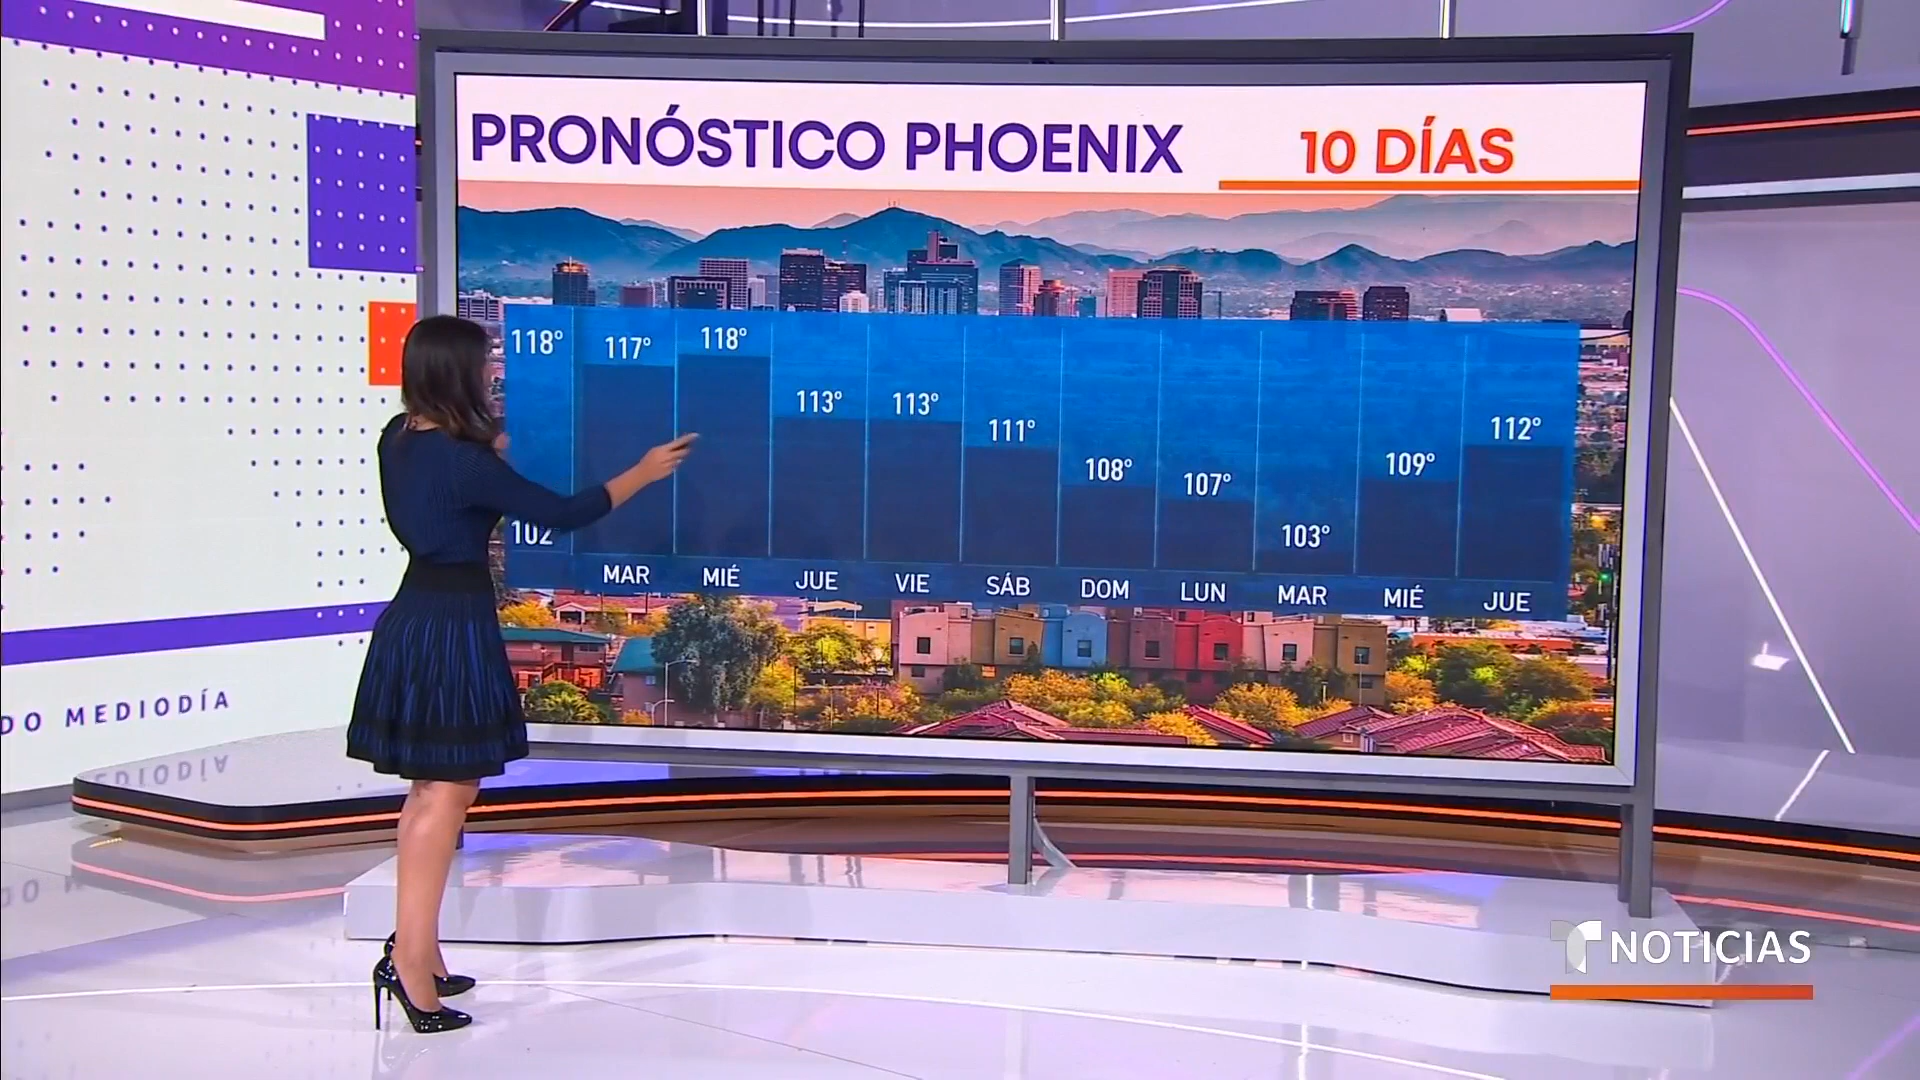 PRONÓSTICO PHOENIX 10 DÍAS
118° 117° 118° 113° 113° 111° 108° 107° 103° 109° 112°
102
MAR MIÉ JUE VIE SÁB DOM LUN MAR MIÉ JUE
DO MEDIODÍA
NOTICIAS